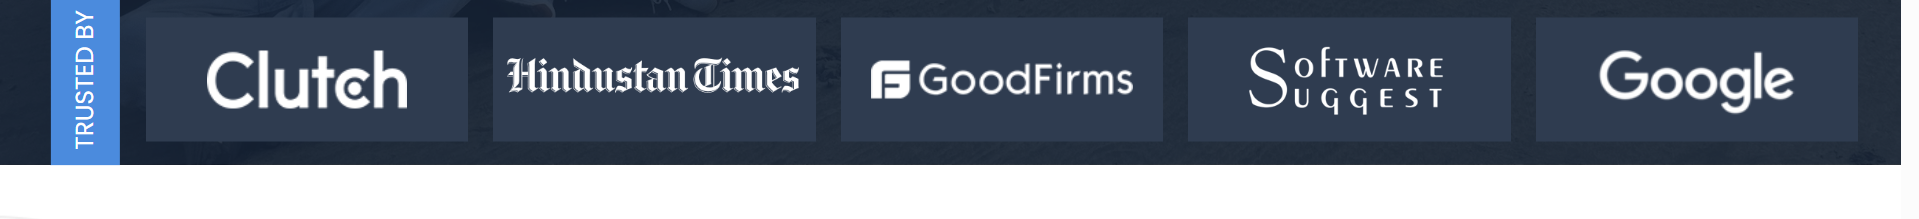 TRUSTED BY
Clutch
Hindustan Times
GoodFirms
SOFTWARE
SUGGEST
Google